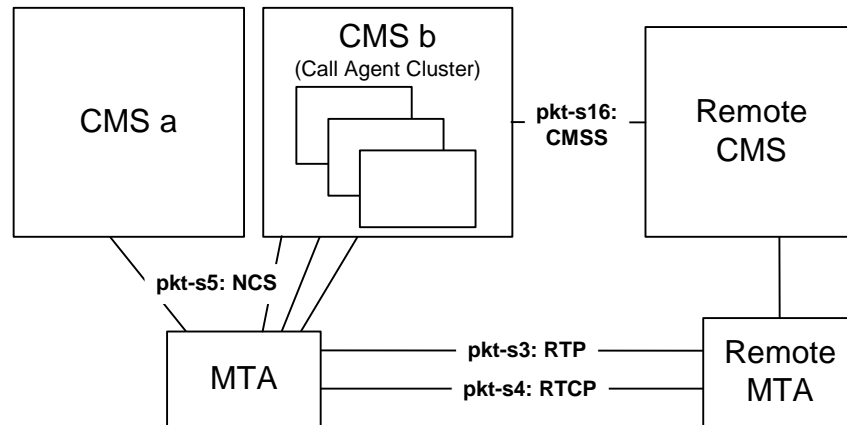 CMS a
CMS b
(Call Agent Cluster)
pkt-s16:
CMSS
Remote
CMS
pkt-s5: NCS
MTA
pkt-s3: RTP
pkt-s4: RTCP
Remote
MTA